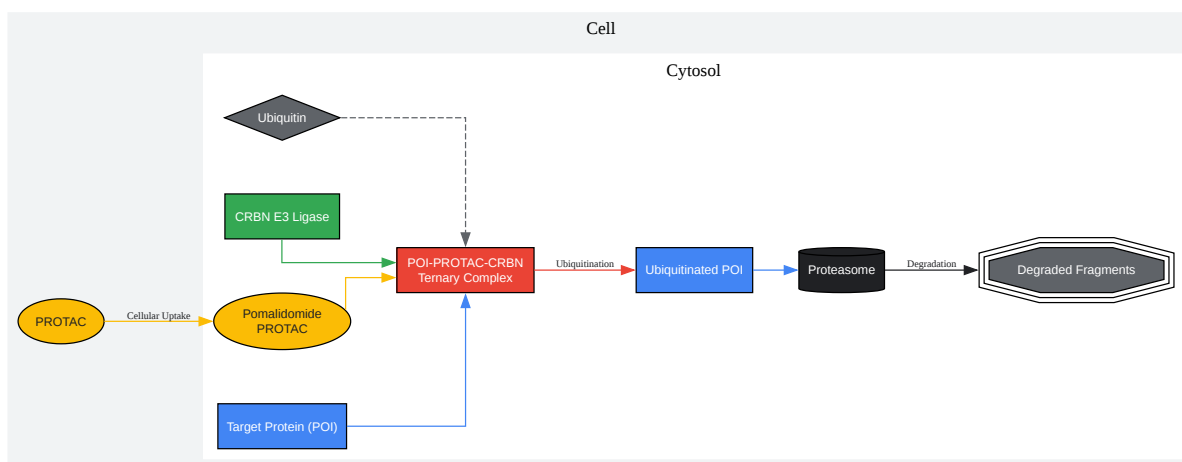 Cell
Cytosol
Ubiquitin
CRBN E3 Ligase
POI-PROTAC-CRBN
Ternary Complex
Ubiquitination
Ubiquitinated POI
Proteasome
Degradation
Degraded Fragments
PROTAC
Cellular Uptake
Pomalidomide
PROTAC
Target Protein (POI)